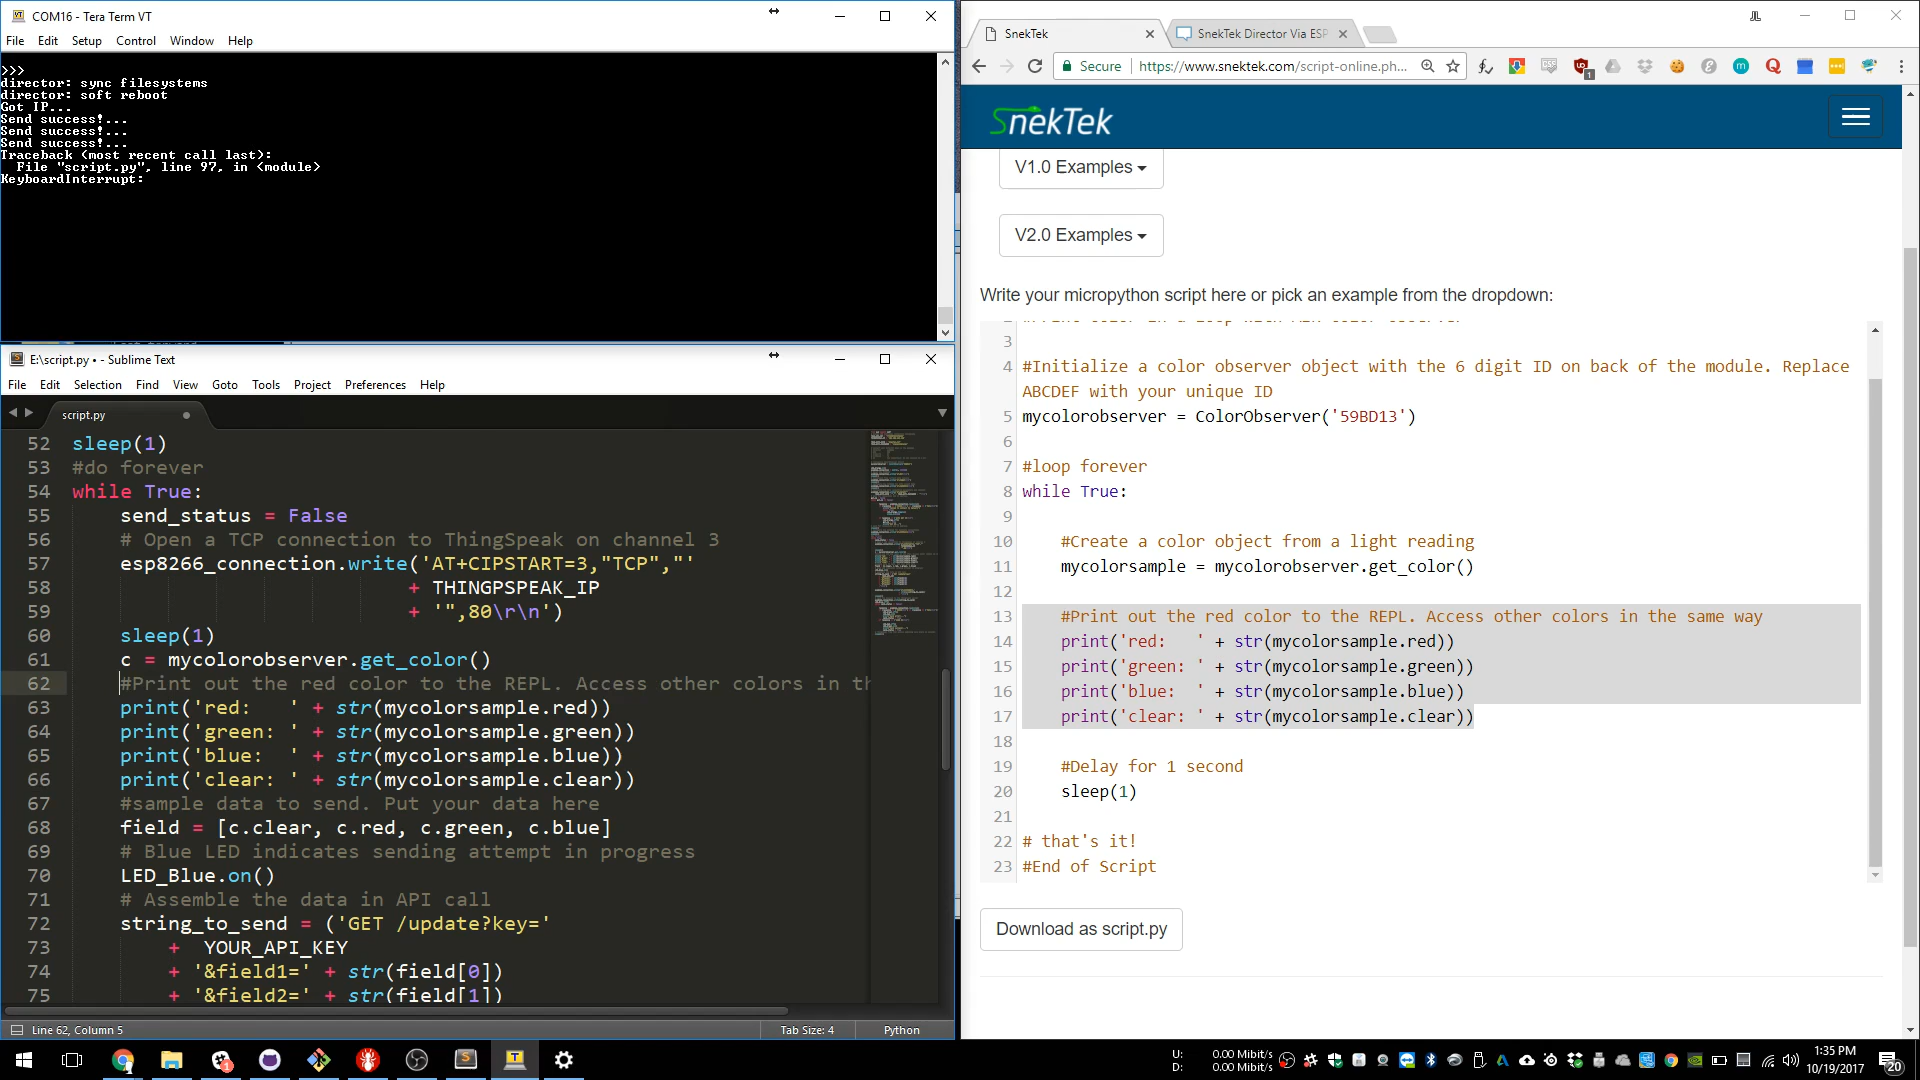 COM16 - Tera Term VT
File Edit Setup Control Window Help
>>>
director: sync filesystems
director: soft reboot
Got IP...
Send success!...
Send success!...
Send success!...
Traceback (most recent call last):
  File "script.py", line 97, in <module>
KeyboardInterrupt:
E:\script.py • - Sublime Text
File Edit Selection Find View Goto Tools Project Preferences Help
script.py
52 sleep(1)
53 #do forever
54 while True:
55     send_status = False
56     # Open a TCP connection to ThingSpeak on channel 3
57     esp8266_connection.write('AT+CIPSTART=3,"TCP","'
58                             + THINGPSPEAK_IP
59                             + '",80\r\n')
60     sleep(1)
61     c = mycolorobserver.get_color()
62     #Print out the red color to the REPL. Access other colors in th
63     print('red:   ' + str(mycolorsample.red))
64     print('green: ' + str(mycolorsample.green))
65     print('blue:  ' + str(mycolorsample.blue))
66     print('clear: ' + str(mycolorsample.clear))
67     #sample data to send. Put your data here
68     field = [c.clear, c.red, c.green, c.blue]
69     # Blue LED indicates sending attempt in progress
70     LED_Blue.on()
71     # Assemble the data in API call
72     string_to_send = ('GET /update?key='
73         +  YOUR_API_KEY
74         + '&field1=' + str(field[0])
75         + '&field2=' + str(field[1])
Line 62, Column 5
Tab Size: 4
Python
SnekTek
SnekTek Director Via ESP
Secure
https://www.snektek.com/script-online.ph...
SnekTek
V1.0 Examples
V2.0 Examples
Write your micropython script here or pick an example from the dropdown:
3
4 #Initialize a color observer object with the 6 digit ID on back of the module. Replace
ABCDEF with your unique ID
5 mycolorobserver = ColorObserver('59BD13')
6
7 #loop forever
8 while True:
9
10     #Create a color object from a light reading
11     mycolorsample = mycolorobserver.get_color()
12
13     #Print out the red color to the REPL. Access other colors in the same way
14     print('red:   ' + str(mycolorsample.red))
15     print('green: ' + str(mycolorsample.green))
16     print('blue:  ' + str(mycolorsample.blue))
17     print('clear: ' + str(mycolorsample.clear))
18
19     #Delay for 1 second
20     sleep(1)
21
22 # that's it!
23 #End of Script
Download as script.py
U: 0.00 Mibit/s
D: 0.00 Mibit/s
1:35 PM
10/19/2017
20